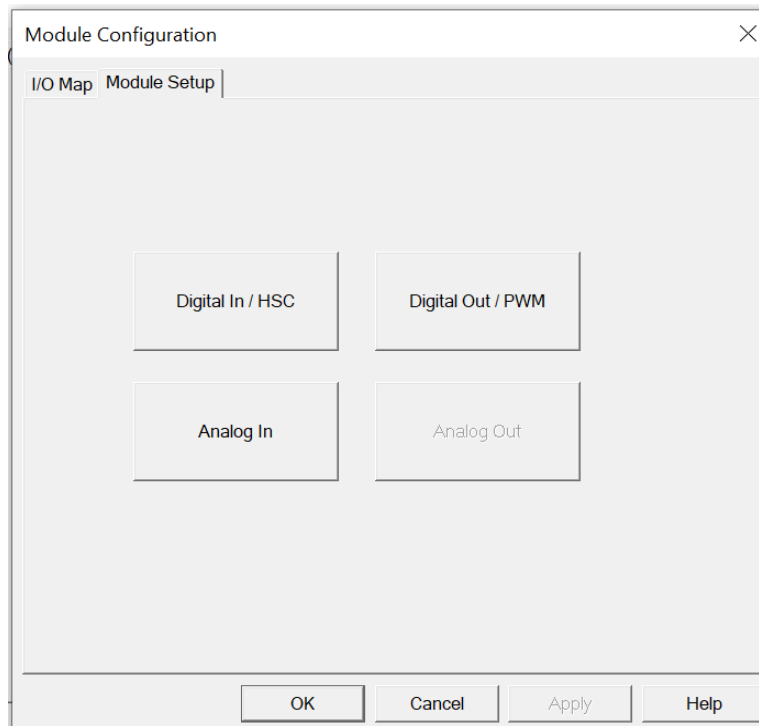 Module Configuration
I/O Map Module Setup
Digital In / HSC Digital Out / PWM
Analog In Analog Out
OK Cancel Apply Help